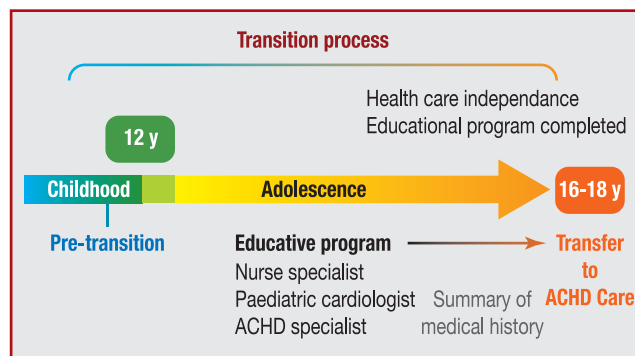 Transition process
Health care independance
Educational program completed
12 y
Childhood
Adolescence
16-18 y
Pre-transition
Educative program
Nurse specialist
Paediatric cardiologist
ACHD specialist
Summary of
medical history
Transfer
to
ACHD Care